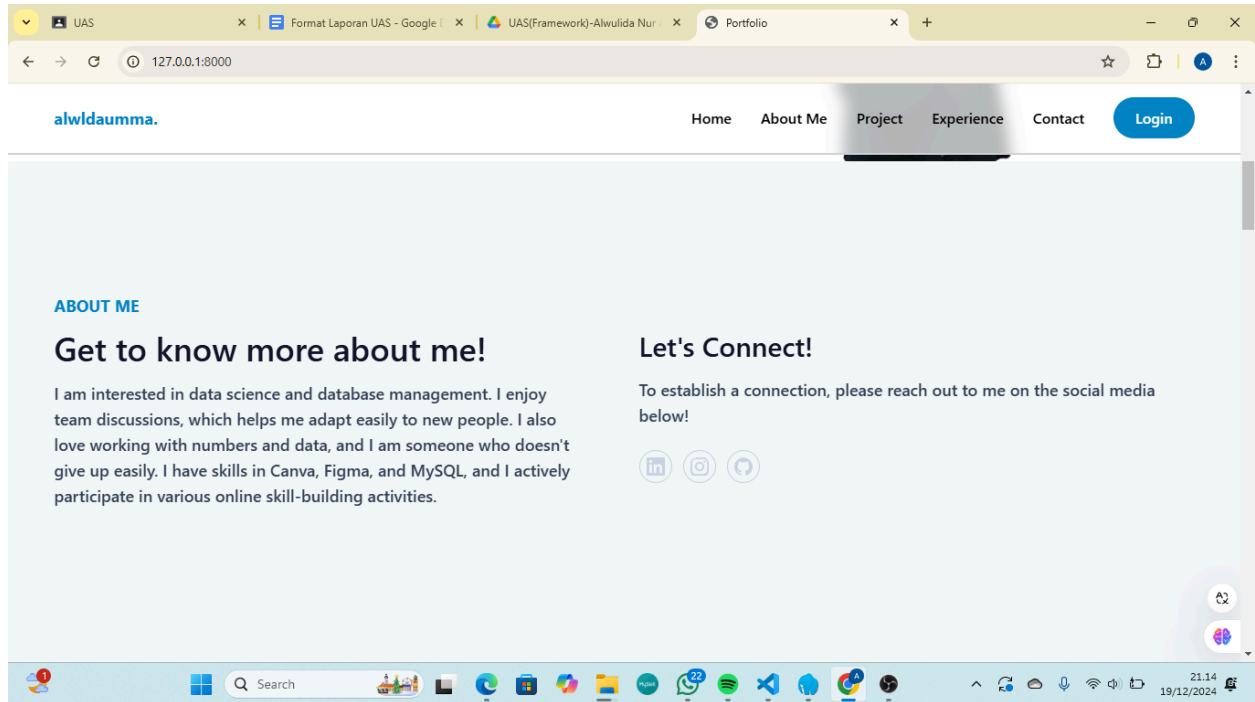 UAS
Format Laporan UAS - Google D
UAS(Framework)-Alwulida Nur
Portfolio
127.0.0.1:8000
A
alwldaumma.
Home About Me Project Experience Contact Login
ABOUT ME
Get to know more about me!
I am interested in data science and database management. I enjoy
team discussions, which helps me adapt easily to new people. I also
love working with numbers and data, and I am someone who doesn't
give up easily. I have skills in Canva, Figma, and MySQL, and I actively
participate in various online skill-building activities.
Let's Connect!
To establish a connection, please reach out to me on the social media
below!
in
1
Search
22
A
21.14
19/12/2024